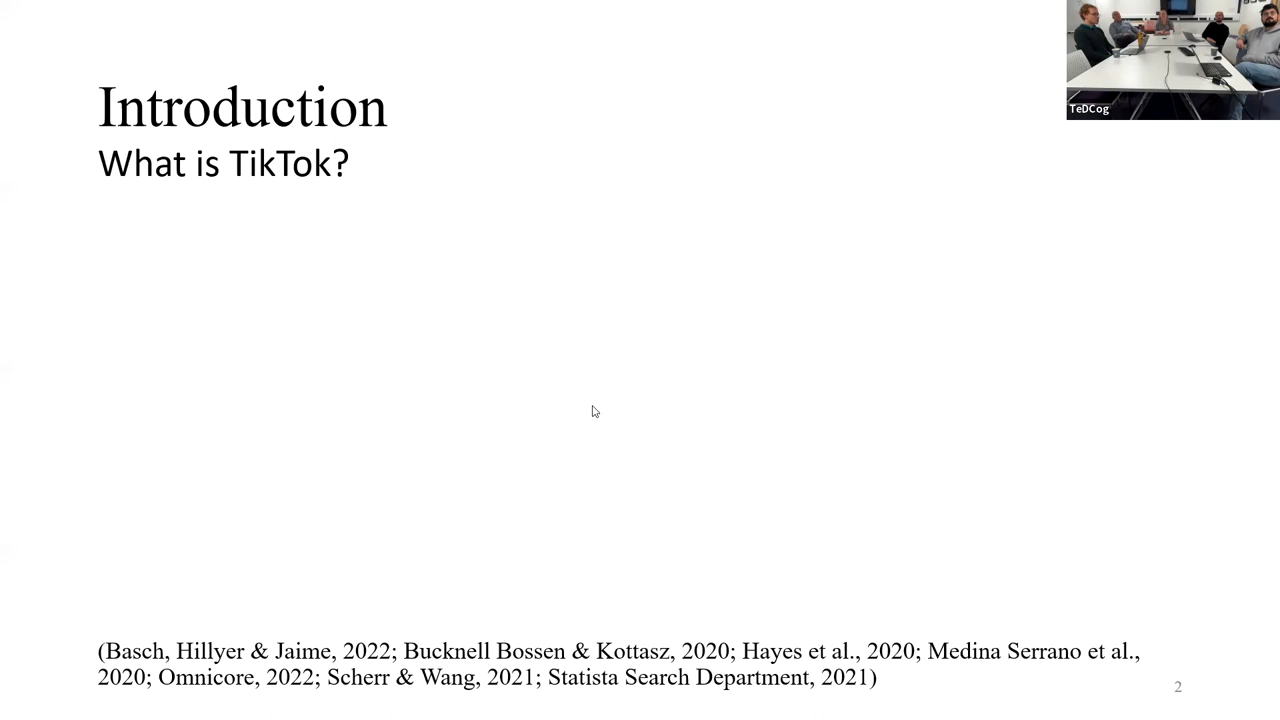 Introduction
What is TikTok?
TeDCog
(Basch, Hillyer & Jaime, 2022; Bucknell Bossen & Kottasz, 2020; Hayes et al., 2020; Medina Serrano et al.,
2020; Omnicore, 2022; Scherr & Wang, 2021; Statista Search Department, 2021)
2